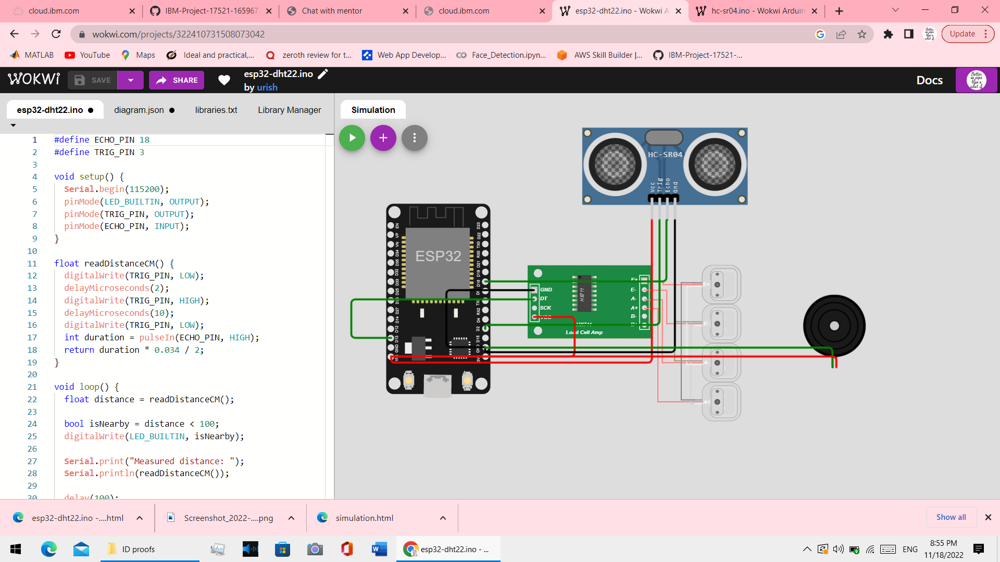 cloud.ibm.com
IBM-Project-17521-165967
Chat with mentor
cloud.ibm.com
esp32-dht22.ino - Wokwi A
hc-sr04.ino - Wokwi Arduin
wokwi.com/projects/322410731508073042
Update
MATLAB
YouTube
Maps
Ideal and practical,...
zeroth review for t...
Web App Develop...
Face_Detection.ipyn...
AWS Skill Builder |...
IBM-Project-17521-...
WOKWi
SAVE
SHARE
esp32-dht22.ino
by urish
Docs
Better
an oops
than a
what if
esp32-dht22.ino
diagram.json
libraries.txt
Library Manager
Simulation
1 #define ECHO_PIN 18
2 #define TRIG_PIN 3
3
4 void setup() {
5 Serial.begin(115200);
6 pinMode(LED_BUILTIN, OUTPUT);
7 pinMode(TRIG_PIN, OUTPUT);
8 pinMode(ECHO_PIN, INPUT);
9 }
10
11 float readDistanceCM() {
12 digitalWrite(TRIG_PIN, LOW);
13 delayMicroseconds(2);
14 digitalWrite(TRIG_PIN, HIGH);
15 delayMicroseconds(10);
16 digitalWrite(TRIG_PIN, LOW);
17 int duration = pulseIn(ECHO_PIN, HIGH);
18 return duration * 0.034 / 2;
19 }
20
21 void loop() {
22 float distance = readDistanceCM();
23
24 bool isNearby = distance < 100;
25 digitalWrite(LED_BUILTIN, isNearby);
26
27 Serial.print("Measured distance: ");
28 Serial.println(readDistanceCM());
29
30 delay(100);
HC-SR04
Vcc
Trig
Echo
Gnd
ESP32
EN
VP
VN
D34
D35
D32
D33
D25
D27
D14
D12
D13
GND
D23
D22
TX0
RX0
D21
D19
D18
RX2
D4
D2
D15
GND
DT
SCK
HX711
E-
A-
A+
B-
Load Cell Amp
E+
E-
A-
A+
esp32-dht22.ino -....html
Screenshot_2022-....png
simulation.html
Show all
ID proofs
esp32-dht22.ino - ...
ENG
8:55 PM
11/18/2022